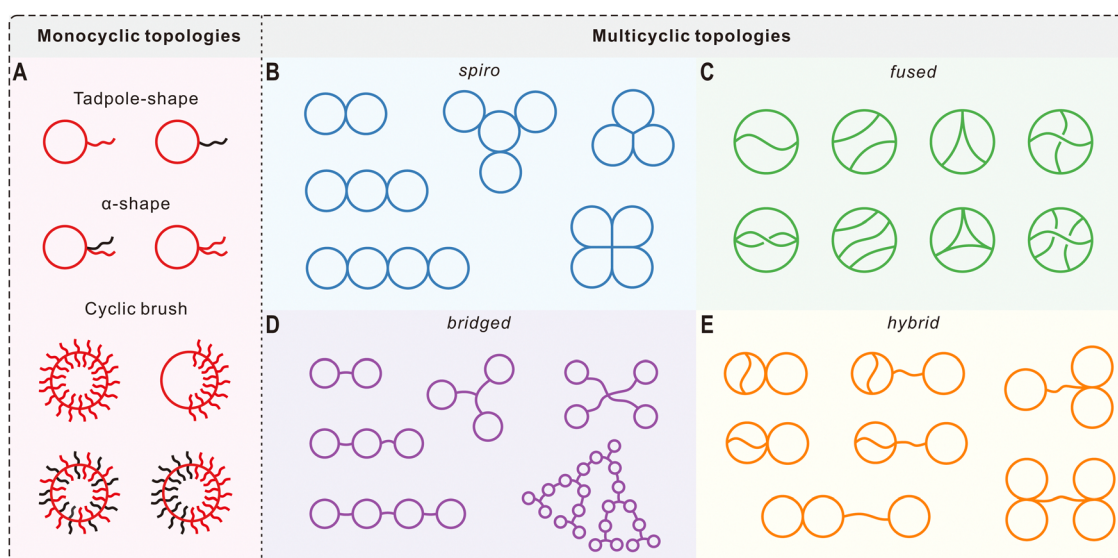 Monocyclic topologies
Multicyclic topologies
A
Tadpole-shape
α-shape
Cyclic brush
B
spiro
C
fused
D
bridged
E
hybrid